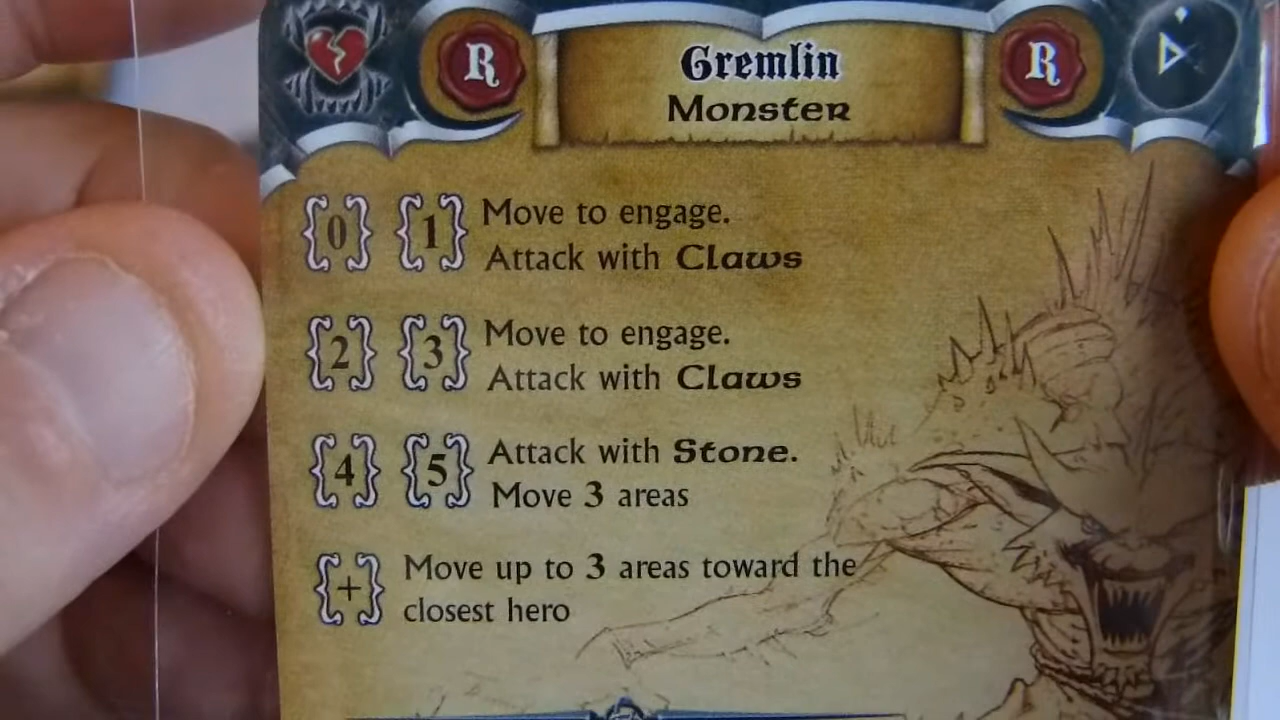 R Gremlin R
Monster
{0} {1} Move to engage.
Attack with Claws
{2} {3} Move to engage.
Attack with Claws
{4} {5} Attack with Stone.
Move 3 areas
{+} Move up to 3 areas toward the
closest hero